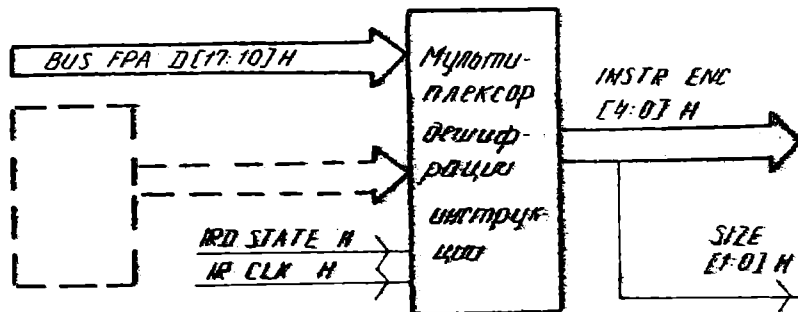 BUS FPA D[17:10]H
Мульти-
плексор
дешиф-
рации
инструк-
ции
INSTR ENC
[4:0] H
IRD STATE H
IR CLK H
SIZE
[1:0] H